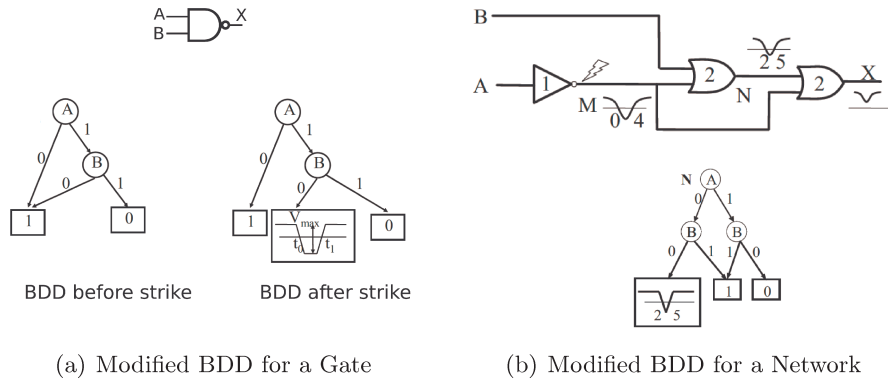 A
B
X
A
0
1
B
0
1
1
0
BDD before strike
A
0
1
B
0
1
1
V max
t0 t1
0
BDD after strike
(a) Modified BDD for a Gate
B
A
1
M
0 4
2
2 5
N
2
X
N A
0 1
B B
0 1 1 0
2 5
1
0
(b) Modified BDD for a Network